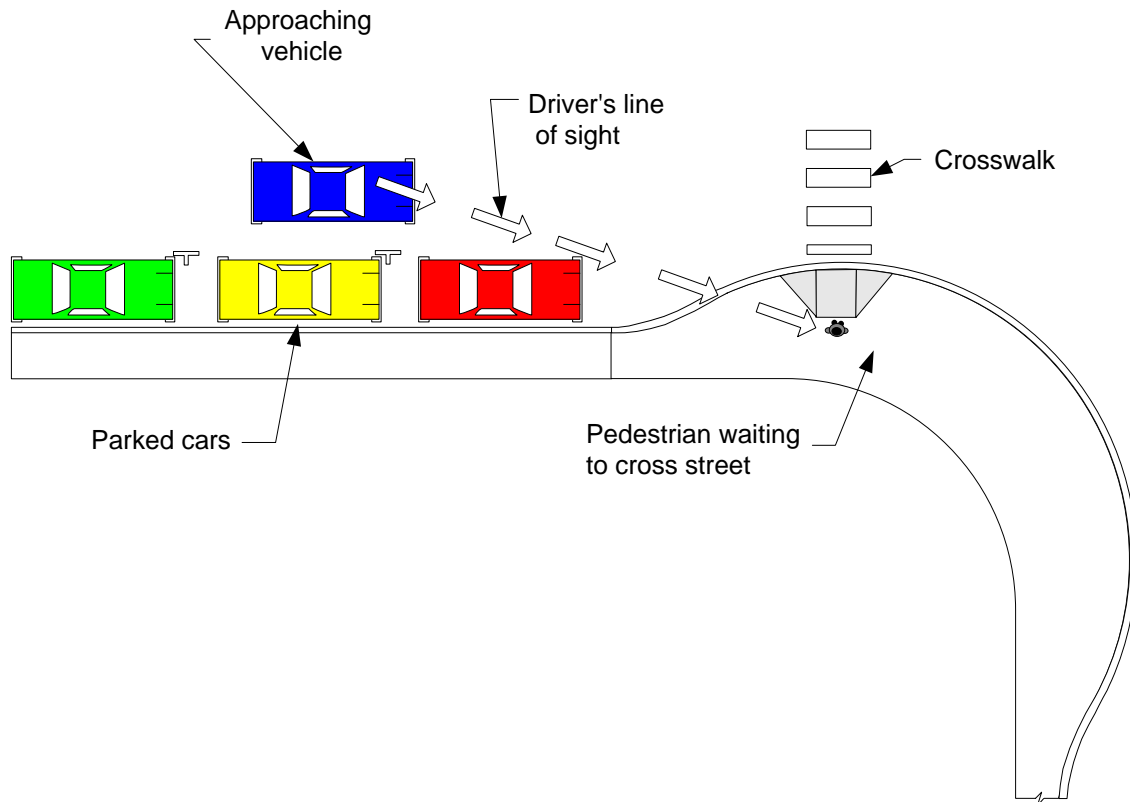 Approaching
vehicle
Driver's line
of sight
Crosswalk
Parked cars
Pedestrian waiting
to cross street